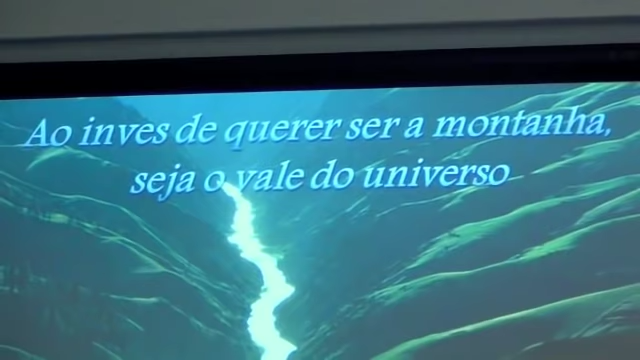 Ao inves de querer ser a montanha,
seja o vale do universo